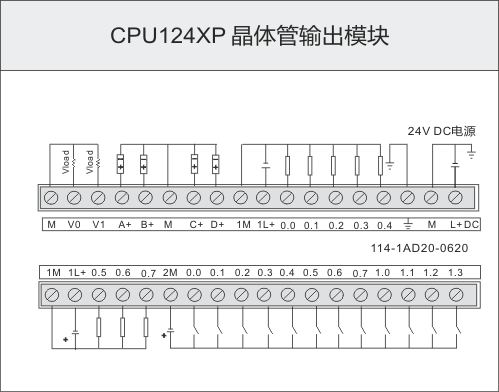 CPU124XP 晶体管输出模块
24V DC电源
Vload Vload
M V0 V1 A+ B+ M C+ D+ 1M 1L+ 0.0 0.1 0.2 0.3 0.4 M L+ DC
114-1AD20-0620
1M 1L+ 0.5 0.6 0.7 2M 0.0 0.1 0.2 0.3 0.4 0.5 0.6 0.7 1.0 1.1 1.2 1.3